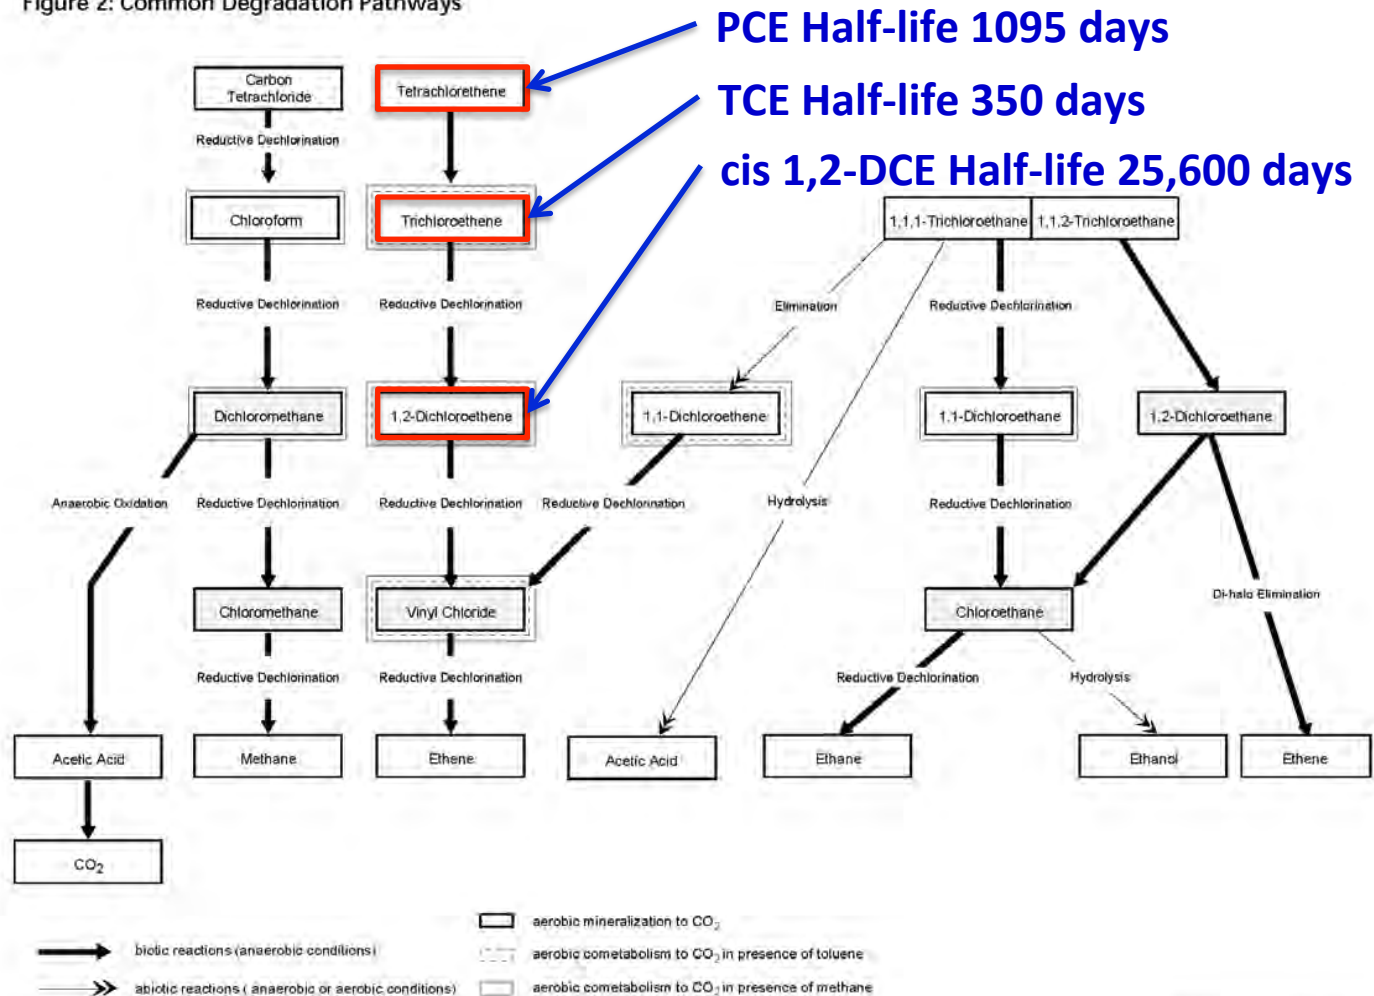 Figure 2: Common Degradation Pathways
PCE Half-life 1095 days
TCE Half-life 350 days
cis 1,2-DCE Half-life 25,600 days
Carbon
Tetrachloride
Tetrachlorethene
Reductive Dechlorination
Chloroform
Trichloroethene
1,1,1-Trichloroethane
1,1,2-Trichloroethane
Reductive Dechlorination
Reductive Dechlorination
Elimination
Reductive Dechlorination
Dichloromethane
1,2-Dichloroethene
1,1-Dichloroethene
1,1-Dichloroethane
1,2-Dichloroethane
Anaerobic Oxidation
Reductive Dechlorination
Reductive Dechlorination
Reductive Dechlorination
Hydrolysis
Reductive Dechlorination
Chloromethane
Vinyl Chloride
Chloroethane
Di-halo Elimination
Reductive Dechlorination
Reductive Dechlorination
Reductive Dechlorination
Hydrolysis
Acetic Acid
Methane
Ethene
Acetic Acid
Ethane
Ethanol
Ethene
CO2
aerobic mineralization to CO2
biotic reactions (anaerobic conditions)
aerobic cometabolism to CO2 in presence of toluene
abiotic reactions ( anaerobic or aerobic conditions)
aerobic cometabolism to CO2 in presence of methane